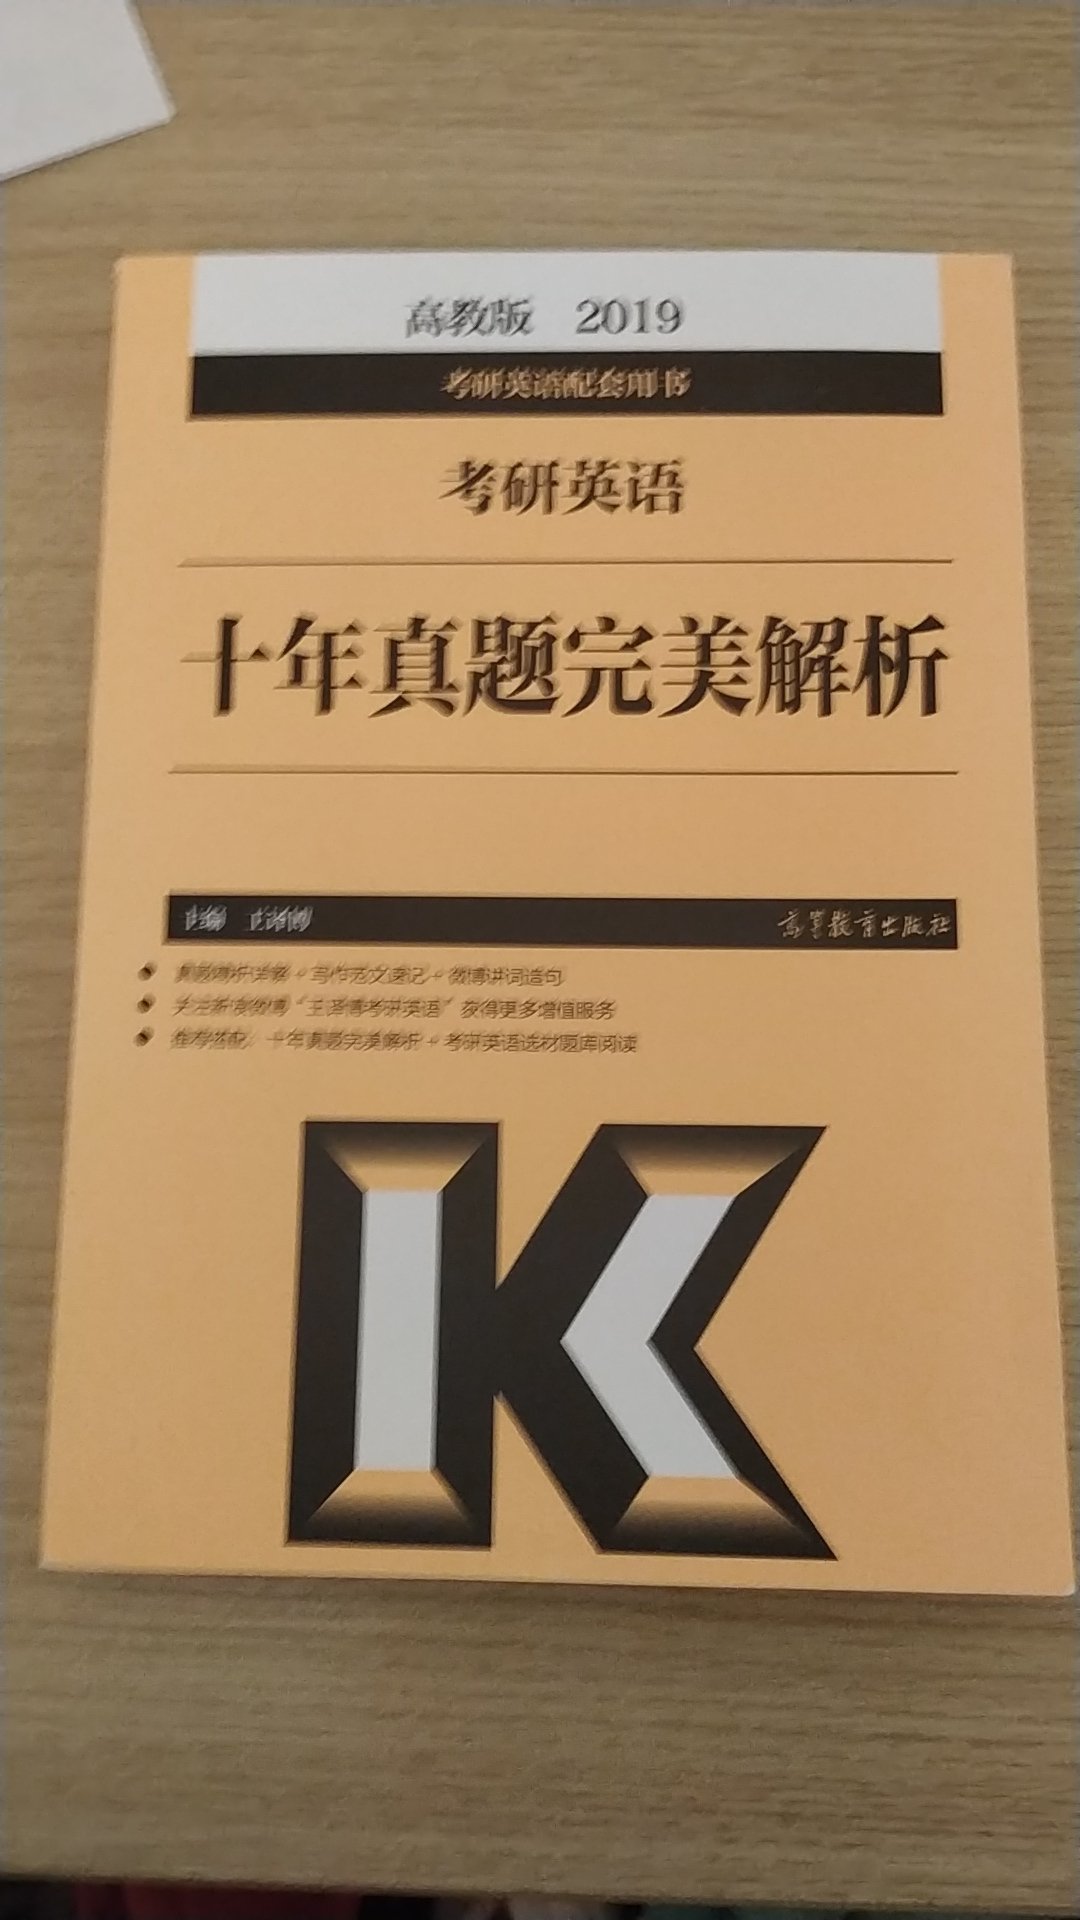 高教版 2019
考研英语配套用书
考研英语
十年真题完美解析
主编 王泽博 高等教育出版社
真题精析详解+写作范文速记+微博讲词造句
关注新浪微博“王泽博考研英语”获得更多增值服务
推荐搭配：十年真题完美解析+考研英语选材题库阅读
K